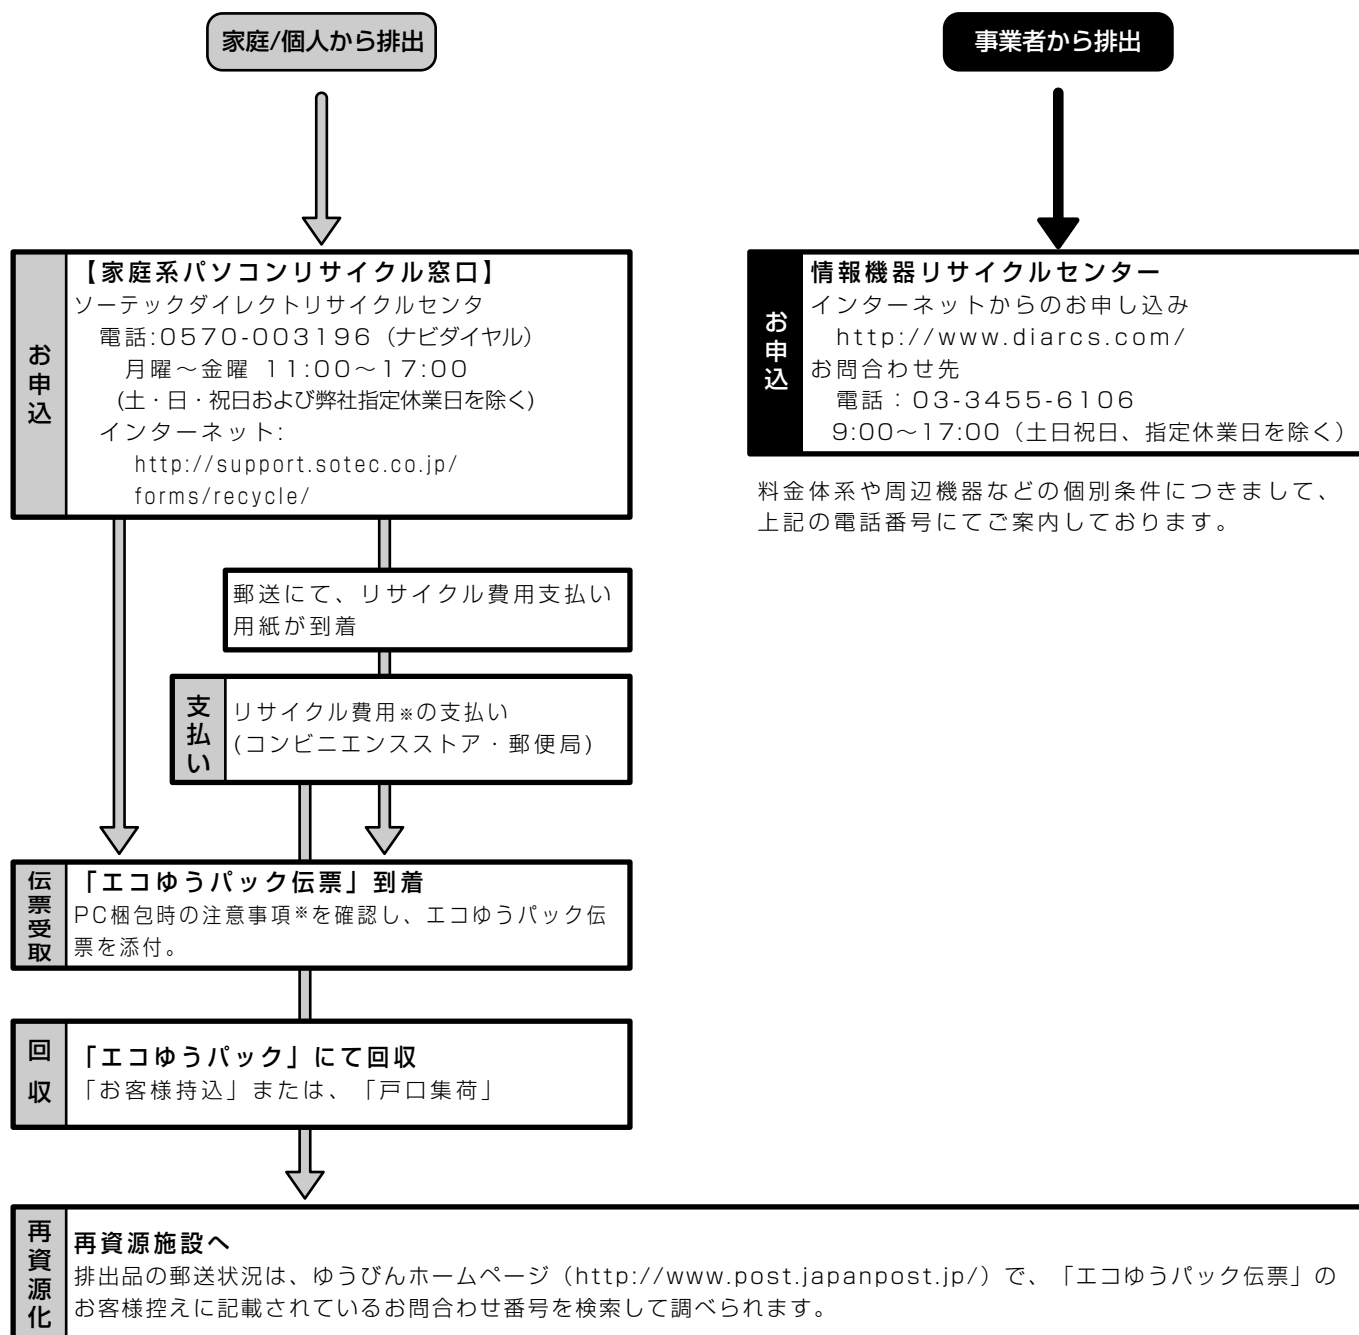 家庭/個人から排出
事業者から排出
お申込
【家庭系パソコンリサイクル窓口】
ソーテックダイレクトリサイクルセンタ
電話:0570-003196（ナビダイヤル）
月曜～金曜 11:00～17:00
(土・日・祝日および弊社指定休業日を除く)
インターネット:
http://support.sotec.co.jp/
forms/recycle/
お申込
情報機器リサイクルセンター
インターネットからのお申し込み
http://www.diarcs.com/
お問合わせ先
電話：03-3455-6106
9:00～17:00（土日祝日、指定休業日を除く）
料金体系や周辺機器などの個別条件につきまして、
上記の電話番号にてご案内しております。
郵送にて、リサイクル費用支払い
用紙が到着
支払い
リサイクル費用※の支払い
(コンビニエンスストア・郵便局)
伝票受取
「エコゆうパック伝票」到着
PC梱包時の注意事項※を確認し、エコゆうパック伝
票を添付。
回収
「エコゆうパック」にて回収
「お客様持込」または、「戸口集荷」
再資源化
再資源施設へ
排出品の郵送状況は、ゆうびんホームページ（http://www.post.japanpost.jp/）で、「エコゆうパック伝票」の
お客様控えに記載されているお問合わせ番号を検索して調べられます。